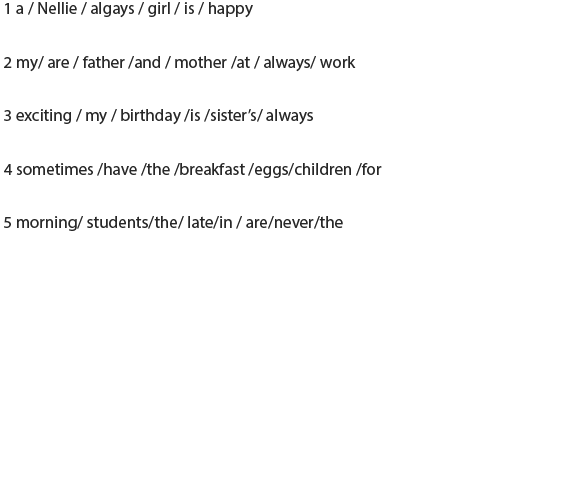 1 a / Nellie / algays / girl / is / happy
2 my/ are / father /and / mother /at / always/ work
3 exciting / my / birthday /is /sister’s/ always
4 sometimes /have /the /breakfast /eggs/children /for
5 morning/ students/the/ late/in / are/never/the